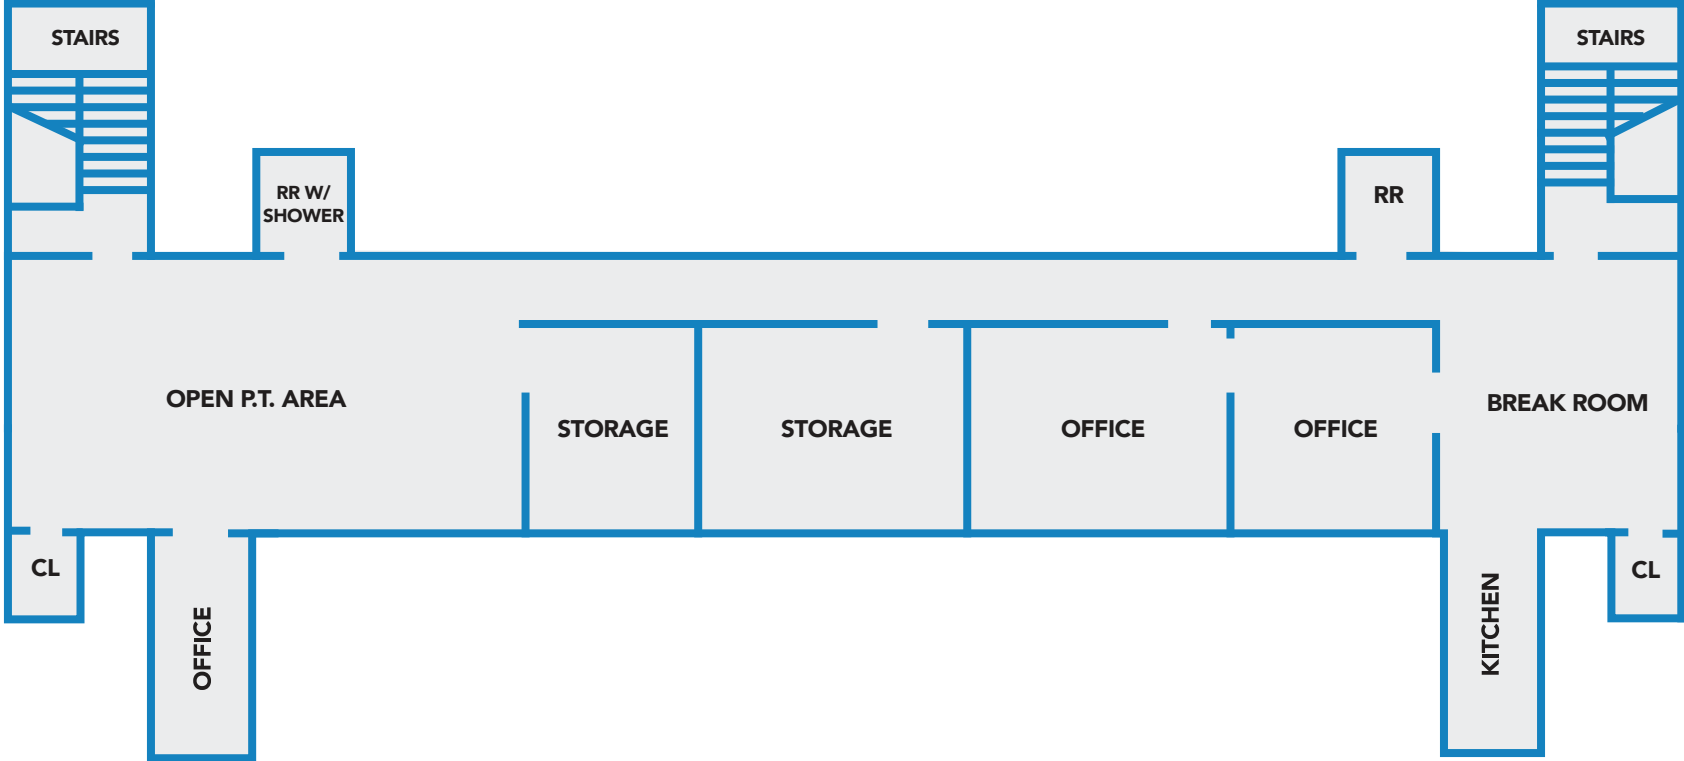 STAIRS
STAIRS
RR W/
SHOWER
RR
OPEN P.T. AREA
STORAGE
STORAGE
OFFICE
OFFICE
BREAK ROOM
CL
OFFICE
KITCHEN
CL